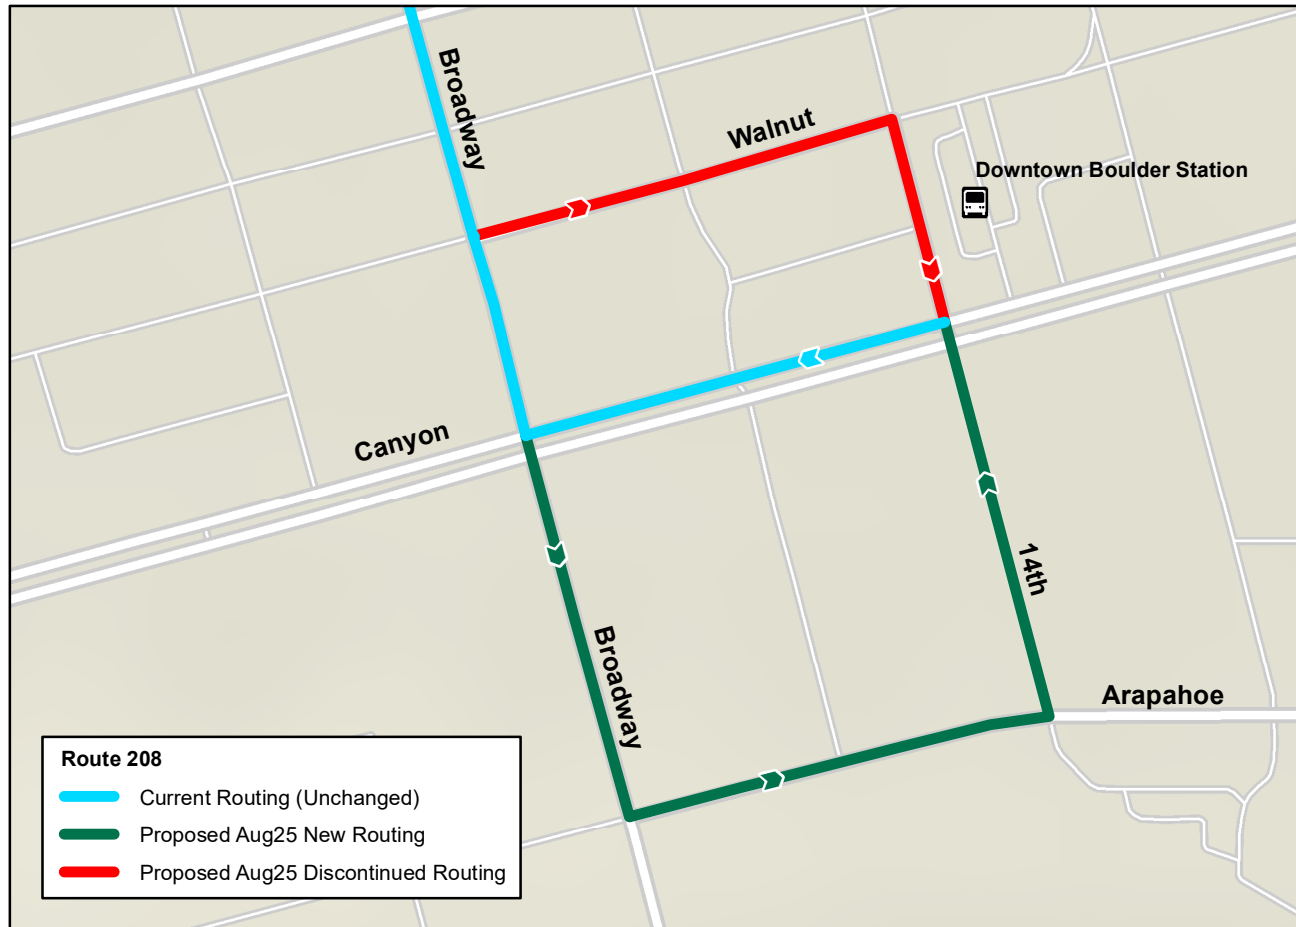 Broadway
Walnut
Downtown Boulder Station
Canyon
14th
Broadway
Arapahoe
Route 208
Current Routing (Unchanged)
Proposed Aug25 New Routing
Proposed Aug25 Discontinued Routing